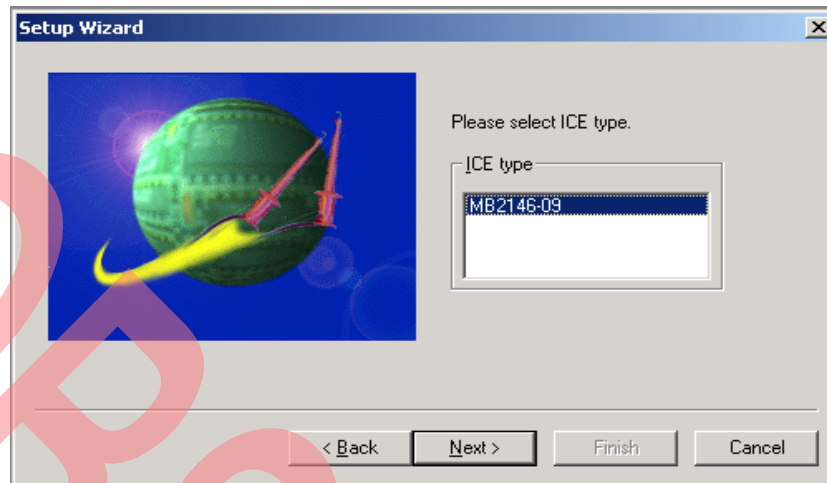 Setup Wizard
Please select ICE type.
ICE type
MB2146-09
< Back Next > Finish Cancel